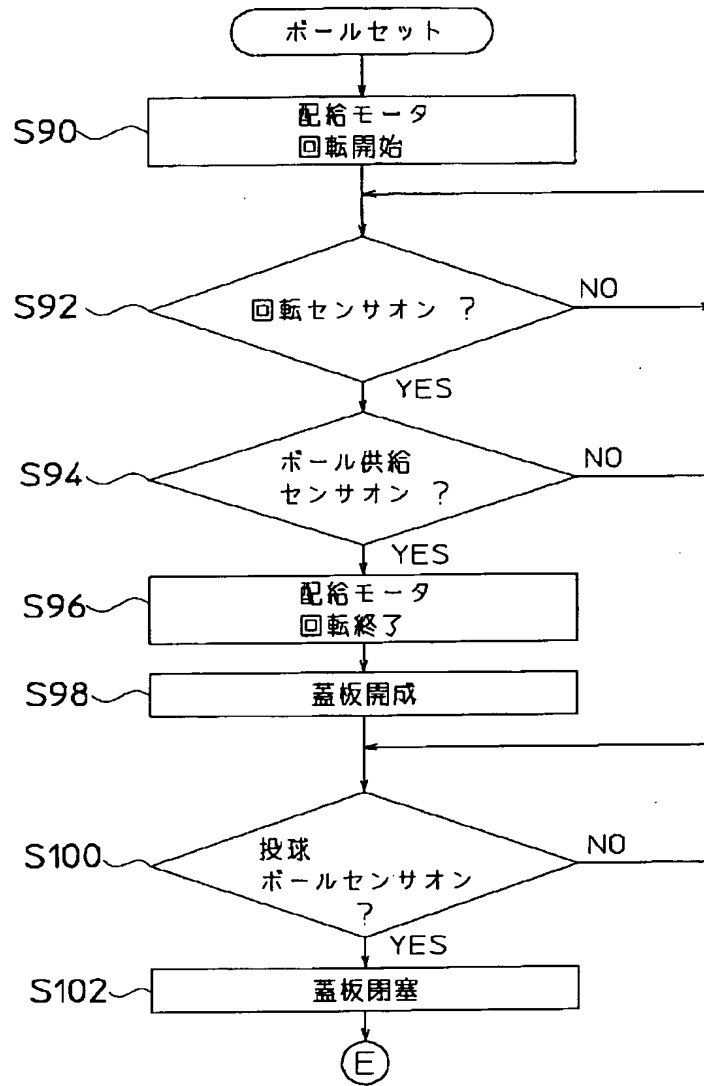 ボールセット
S90
配給モータ
回転開始
S92
回転センサオン ?
NO
YES
S94
ボール供給
センサオン ?
NO
YES
S96
配給モータ
回転終了
S98
蓋板開成
S100
投球
ボールセンサオン
?
NO
YES
S102
蓋板閉塞
E